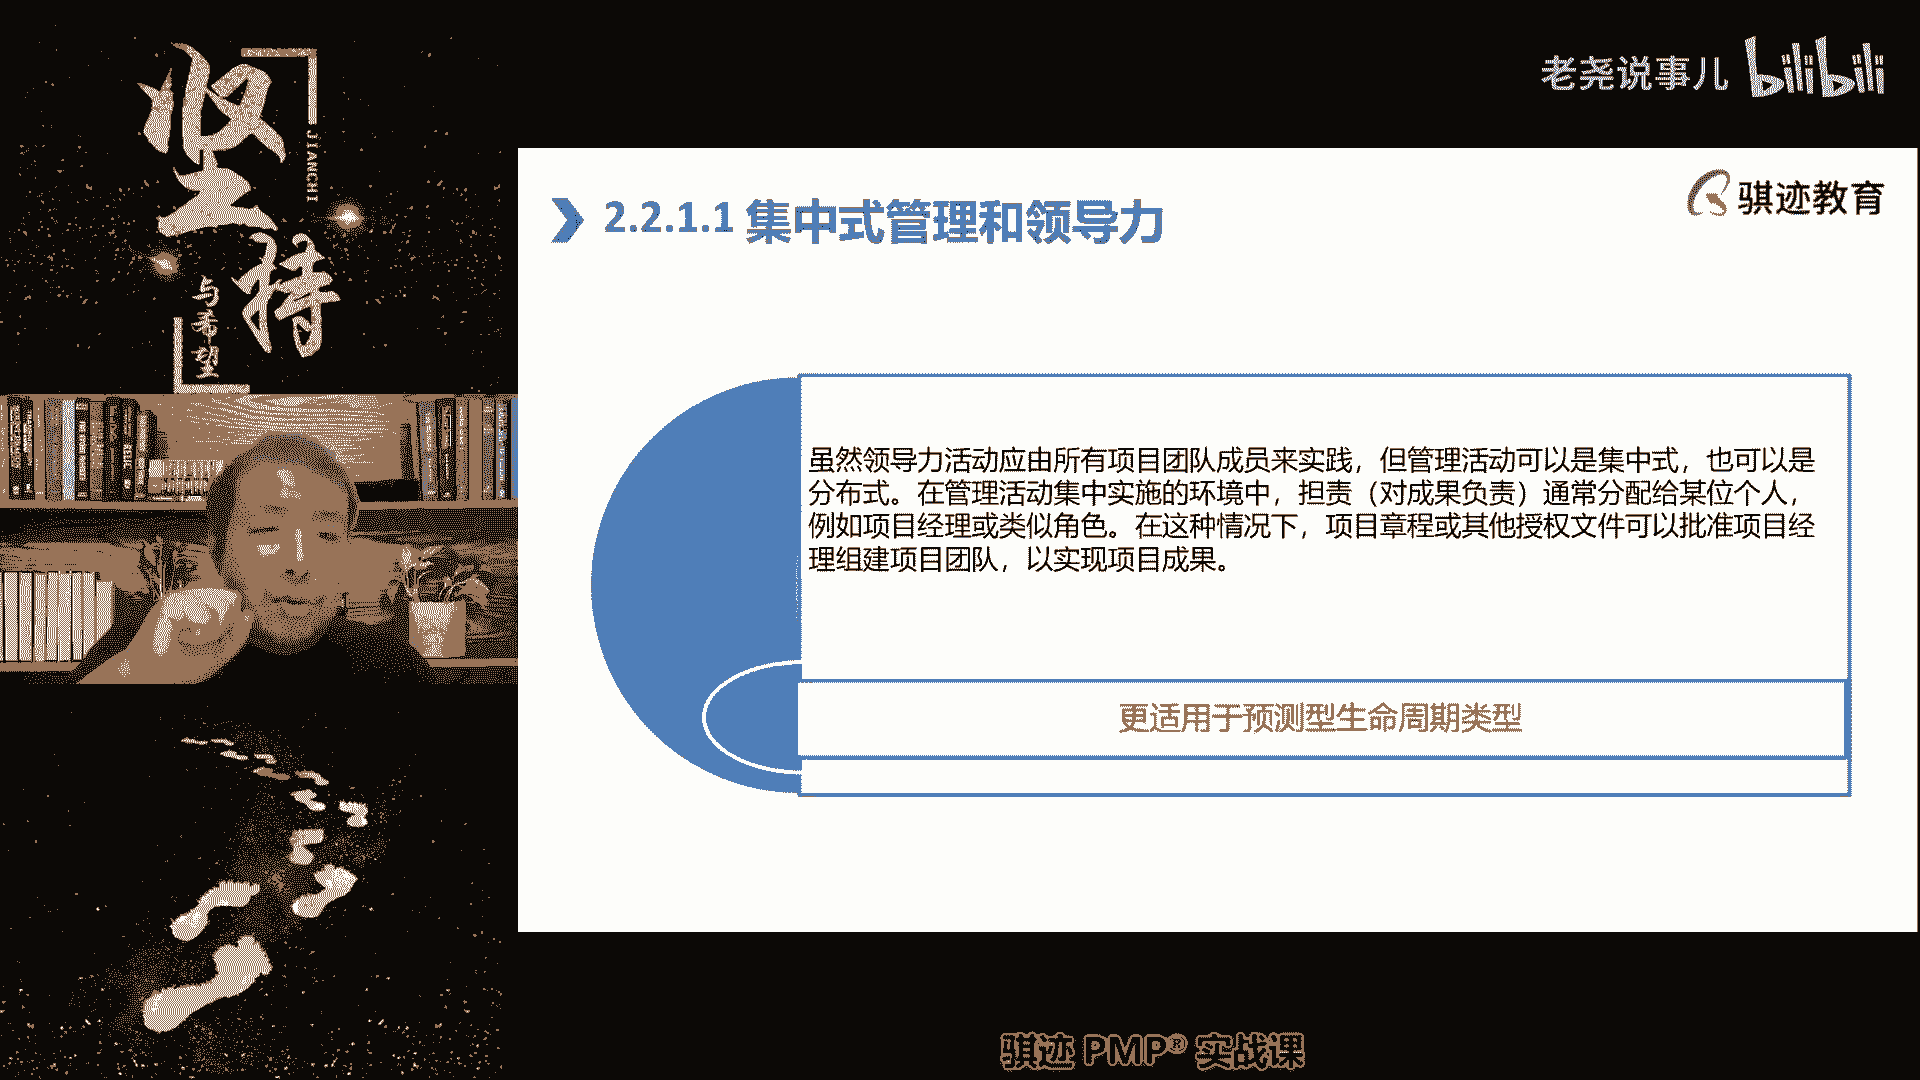 坚持
JIANCHI
与希望
老尧说事儿 bilibili
骐迹教育
2.2.1.1 集中式管理和领导力
虽然领导力活动应由所有项目团队成员来实践，但管理活动可以是集中式，也可以是
分布式。在管理活动集中实施的环境中，担责（对成果负责）通常分配给某位个人，
例如项目经理或类似角色。在这种情况下，项目章程或其他授权文件可以批准项目经
理组建项目团队，以实现项目成果。
更适用于预测型生命周期类型
骐迹 PMP® 实战课